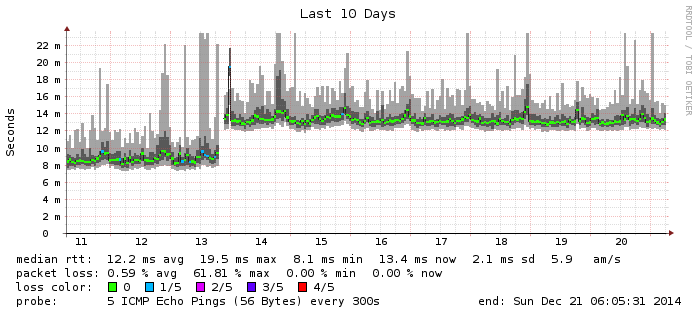 Last 10 Days
RRDTOOL / TOBI OETIKER
Seconds
22 m
20 m
18 m
16 m
14 m
12 m
10 m
8 m
6 m
4 m
2 m
0
11 12 13 14 15 16 17 18 19 20
median rtt: 12.2 ms avg 19.5 ms max 8.1 ms min 13.4 ms now 2.1 ms sd 5.9 am/s
packet loss: 0.59 % avg 61.81 % max 0.00 % min 0.00 % now
loss color: 0 1/5 2/5 3/5 4/5
probe: 5 ICMP Echo Pings (56 Bytes) every 300s end: Sun Dec 21 06:05:31 2014